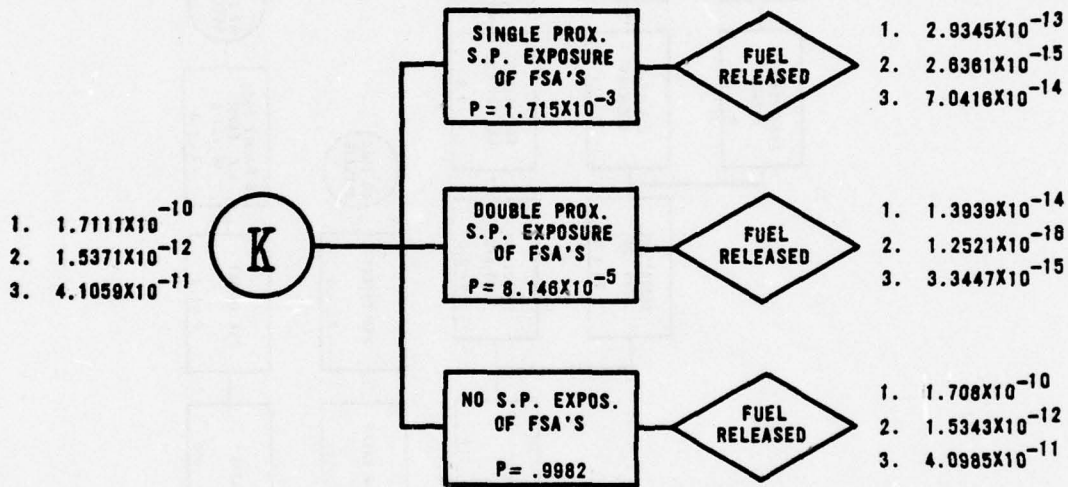 SINGLE PROX.
S.P. EXPOSURE
OF FSA'S
P= 1.715X10⁻³
FUEL
RELEASED
1. 2.9345X10⁻¹³
2. 2.6361X10⁻¹⁵
3. 7.0416X10⁻¹⁴
1. 1.7111X10⁻¹⁰
2. 1.5371X10⁻¹²
3. 4.1059X10⁻¹¹
K
DOUBLE PROX.
S.P. EXPOSURE
OF FSA'S
P= 8.146X10⁻⁵
FUEL
RELEASED
1. 1.3939X10⁻¹⁴
2. 1.2521X10⁻¹⁶
3. 3.3447X10⁻¹⁵
NO S.P. EXPOS.
OF FSA'S
P= .9982
FUEL
RELEASED
1. 1.708X10⁻¹⁰
2. 1.5343X10⁻¹²
3. 4.0985X10⁻¹¹